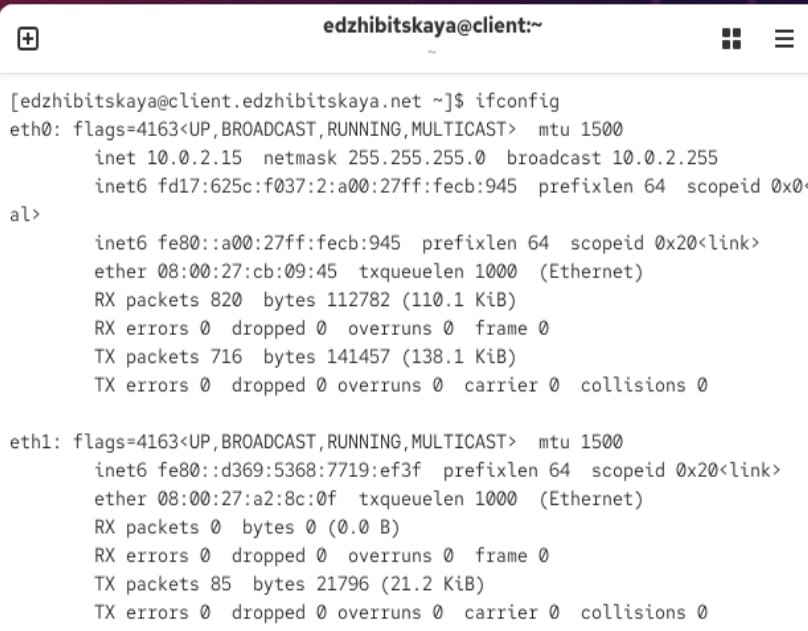 edzhibitskaya@client:~
~
[edzhibitskaya@client.edzhibitskaya.net ~]$ ifconfig
eth0: flags=4163<UP,BROADCAST,RUNNING,MULTICAST>  mtu 1500
        inet 10.0.2.15  netmask 255.255.255.0  broadcast 10.0.2.255
        inet6 fd17:625c:f037:2:a00:27ff:fecb:945  prefixlen 64  scopeid 0x0<
al>
        inet6 fe80::a00:27ff:fecb:945  prefixlen 64  scopeid 0x20<link>
        ether 08:00:27:cb:09:45  txqueuelen 1000  (Ethernet)
        RX packets 820  bytes 112782 (110.1 KiB)
        RX errors 0  dropped 0  overruns 0  frame 0
        TX packets 716  bytes 141457 (138.1 KiB)
        TX errors 0  dropped 0 overruns 0  carrier 0  collisions 0

eth1: flags=4163<UP,BROADCAST,RUNNING,MULTICAST>  mtu 1500
        inet6 fe80::d369:5368:7719:ef3f  prefixlen 64  scopeid 0x20<link>
        ether 08:00:27:a2:8c:0f  txqueuelen 1000  (Ethernet)
        RX packets 0  bytes 0 (0.0 B)
        RX errors 0  dropped 0  overruns 0  frame 0
        TX packets 85  bytes 21796 (21.2 KiB)
        TX errors 0  dropped 0 overruns 0  carrier 0  collisions 0